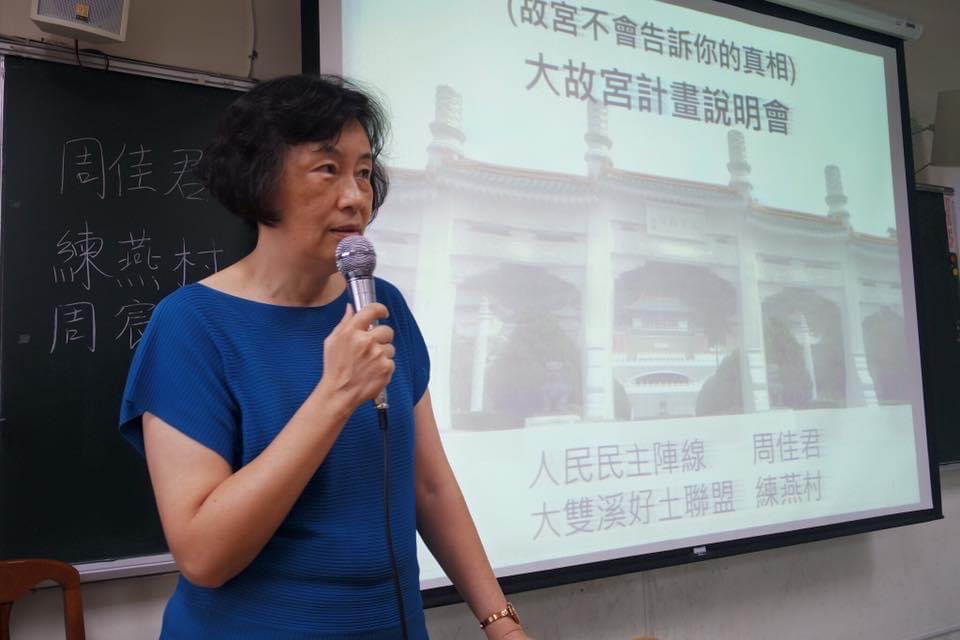 周佳君
練燕村
周宸
(故宮不會告訴你的真相)
大故宮計畫說明會
人民民主陣線 周佳君
大雙溪好土聯盟 練燕村